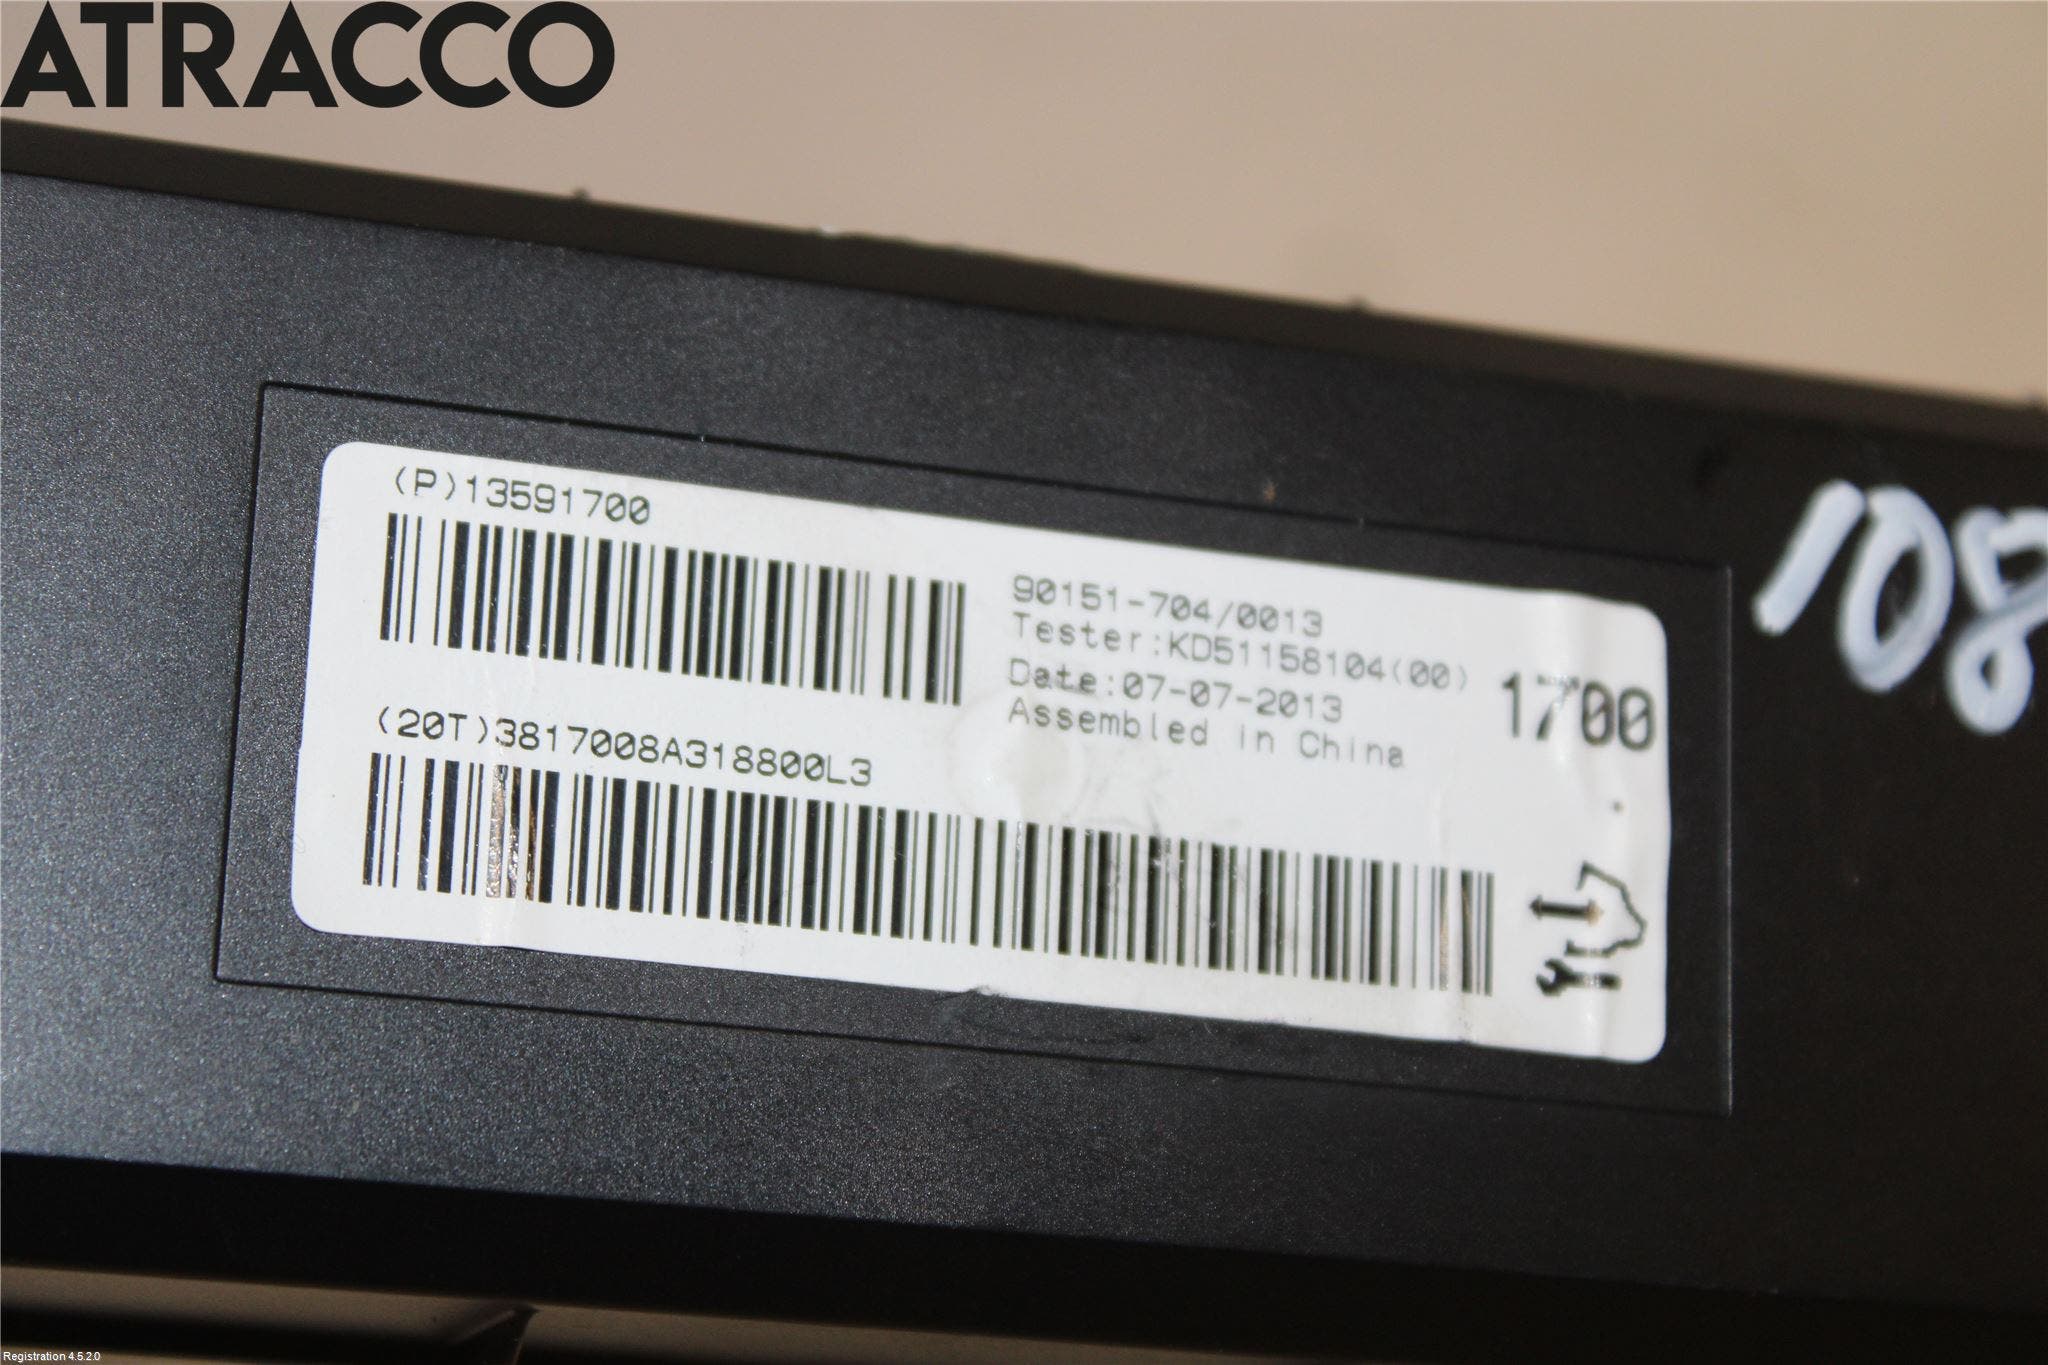 ATRACCO
(P)13591700
90151-704/0013
Tester:KD51158104(00)
Date:07-07-2013
Assembled in China
1700
(20T)3817008A318800L3
108
Registration 4.5.2.0